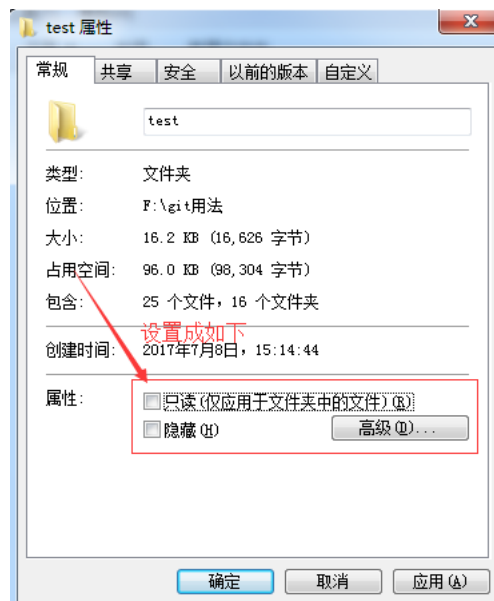 test 属性
常规 共享 安全 以前的版本 自定义
test
类型: 文件夹
位置: F:\git用法
大小: 16.2 KB (16,626 字节)
占用空间: 96.0 KB (98,304 字节)
包含: 25 个文件，16 个文件夹
设置成如下
创建时间: 2017年7月8日，15:14:44
属性: 只读(仅应用于文件夹中的文件)(R)
隐藏(H) 高级(D)...
确定 取消 应用(A)